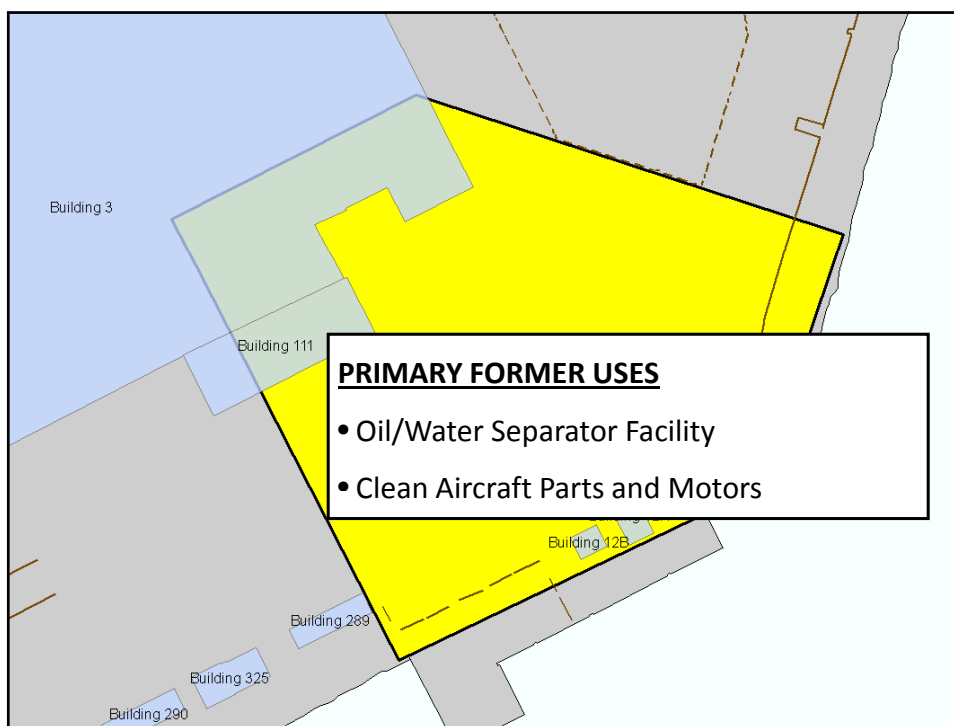 Building 3
Building 111
PRIMARY FORMER USES
• Oil/Water Separator Facility
• Clean Aircraft Parts and Motors
Building 12B
Building 289
Building 325
Building 290